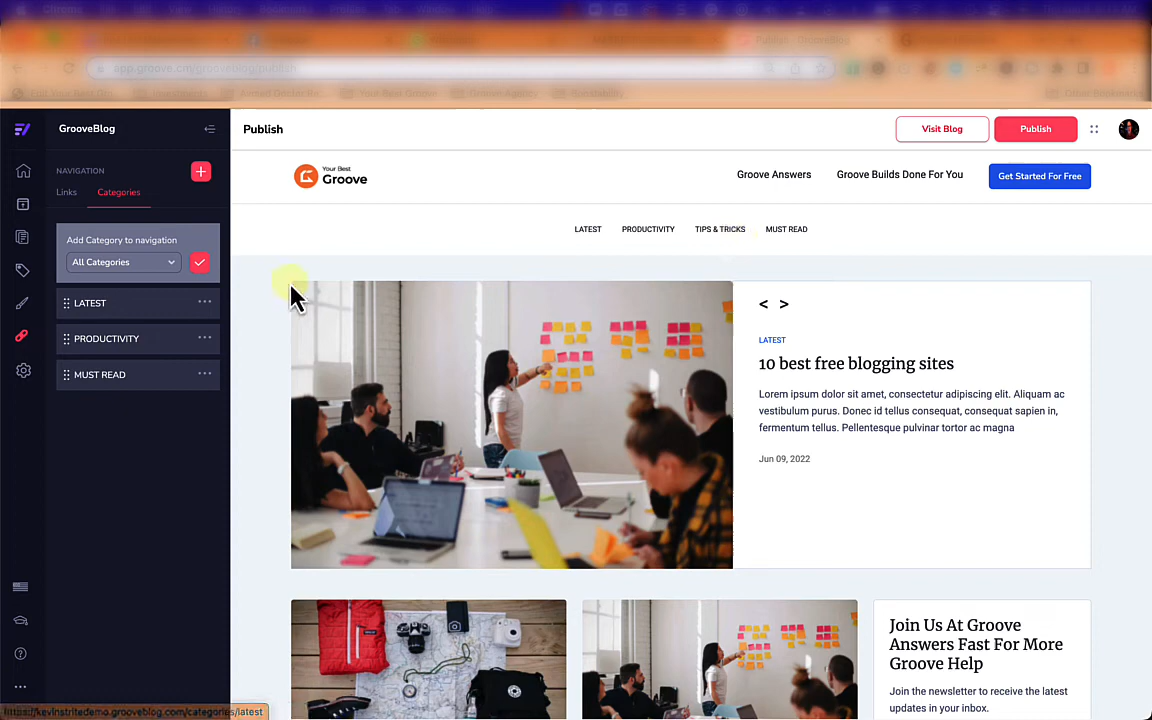 app.groove.cm/grooveblog/publish
GrooveBlog
Publish
Visit Blog
Publish
NAVIGATION
Links
Categories
Add Category to navigation
All Categories
LATEST
PRODUCTIVITY
MUST READ
Your Best
Groove
Groove Answers
Groove Builds Done For You
Get Started For Free
LATEST
PRODUCTIVITY
TIPS & TRICKS
MUST READ
< >
LATEST
10 best free blogging sites
Lorem ipsum dolor sit amet, consectetur adipiscing elit. Aliquam ac
vestibulum purus. Donec id tellus consequat, consequat sapien in,
fermentum tellus. Pellentesque pulvinar tortor ac magna
Jun 09, 2022
Join Us At Groove
Answers Fast For More
Groove Help
Join the newsletter to receive the latest
updates in your inbox.
https://kevinstritedemo.grooveblog.com/categories/latest